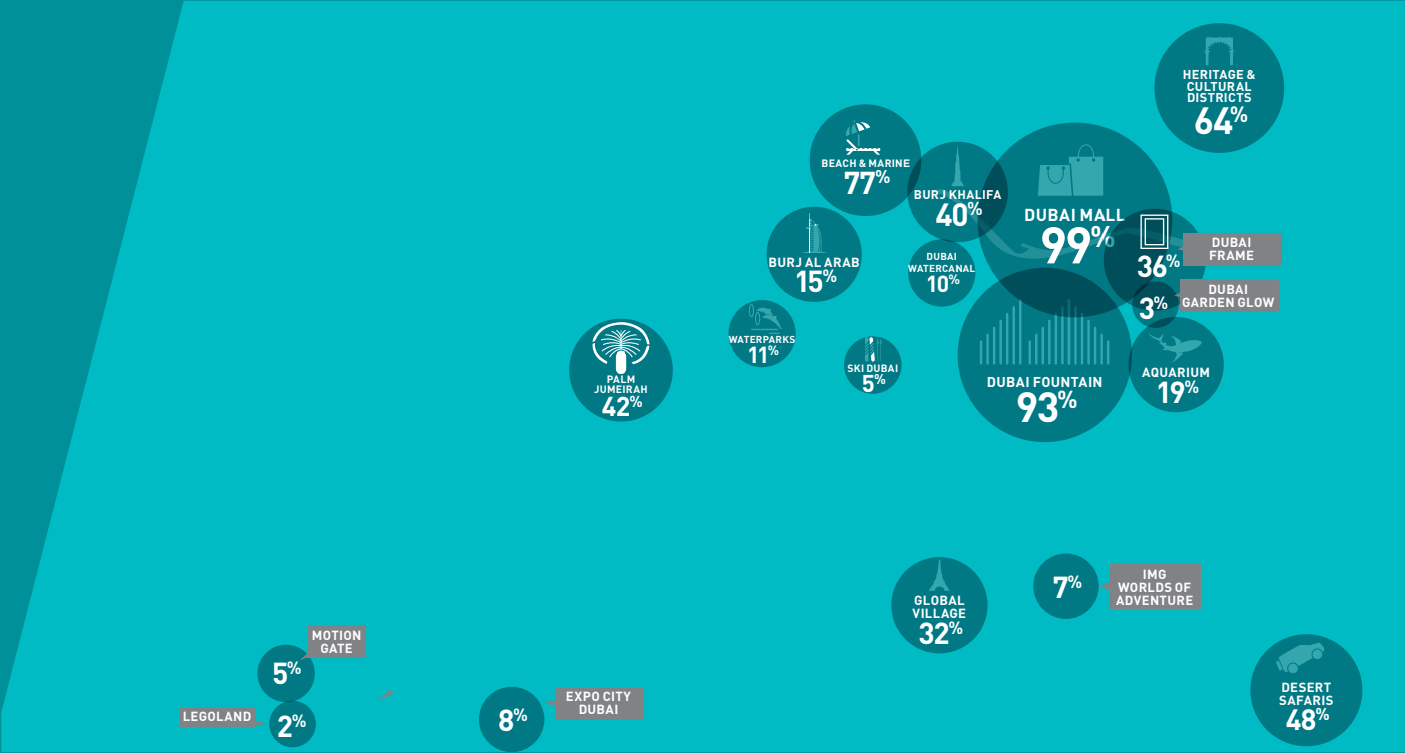 HERITAGE &
CULTURAL
DISTRICTS
64%
BEACH & MARINE
77%
BURJ KHALIFA
40%
DUBAI MALL
99%
BURJ AL ARAB
15%
DUBAI
WATERCANAL
10%
36%
DUBAI
FRAME
3%
DUBAI
GARDEN GLOW
WATERPARKS
11%
SKI DUBAI
5%
PALM
JUMEIRAH
42%
DUBAI FOUNTAIN
93%
AQUARIUM
19%
GLOBAL
VILLAGE
32%
7%
IMG
WORLDS OF
ADVENTURE
MOTION
GATE
5%
LEGOLAND
2%
8%
EXPO CITY
DUBAI
DESERT
SAFARIS
48%